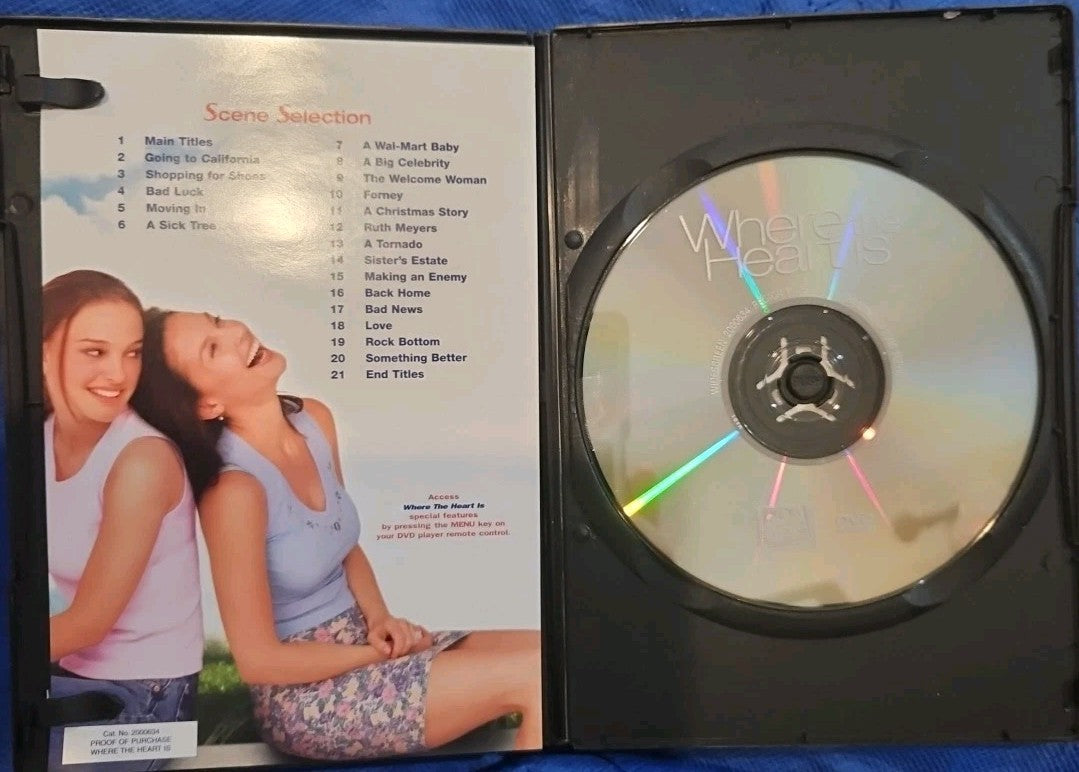 Scene Selection
1 Main Titles
2 Going to California
3 Shopping for Shoes
4 Bad Luck
5 Moving In
6 A Sick Tree
7 A Wal-Mart Baby
8 A Big Celebrity
9 The Welcome Woman
10 Forney
11 A Christmas Story
12 Ruth Meyers
13 A Tornado
14 Sister's Estate
15 Making an Enemy
16 Back Home
17 Bad News
18 Love
19 Rock Bottom
20 Something Better
21 End Titles
Access
Where The Heart Is
special features
by pressing the MENU key on
your DVD player remote control.
Cat. No. 2000634
PROOF OF PURCHASE
WHERE THE HEART IS
Where the
Heart is